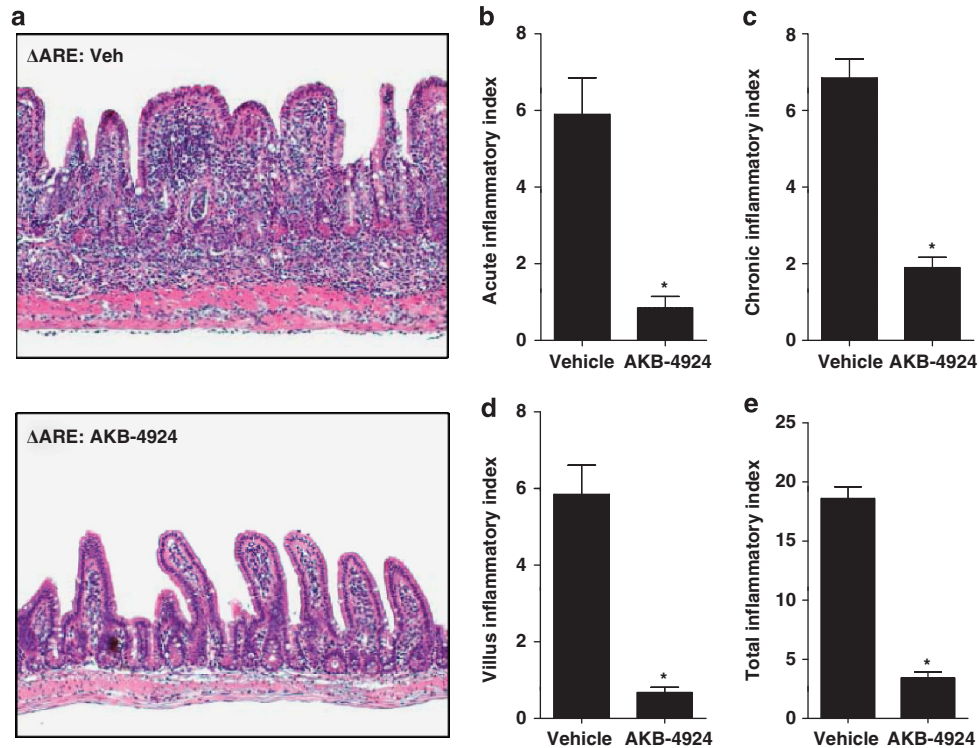 a
ΔARE: Veh
ΔARE: AKB-4924
b
Acute inflammatory index
8
6
4
2
0
*
Vehicle AKB-4924
c
Chronic inflammatory index
8
6
4
2
0
*
Vehicle AKB-4924
d
Villus inflammatory index
8
6
4
2
0
*
Vehicle AKB-4924
e
Total inflammatory index
25
20
15
10
5
0
*
Vehicle AKB-4924